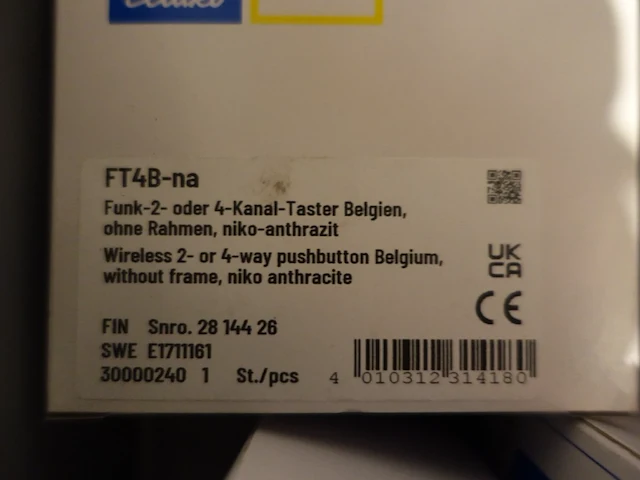 Eltako
FT4B-na
Funk-2- oder 4-Kanal-Taster Belgien,
ohne Rahmen, niko-anthrazit
Wireless 2- or 4-way pushbutton Belgium,
without frame, niko anthracite
UK
CA
CE
FIN Snro. 28 144 26
SWE E1711161
30000240 1 St./pcs
4 010312 314180